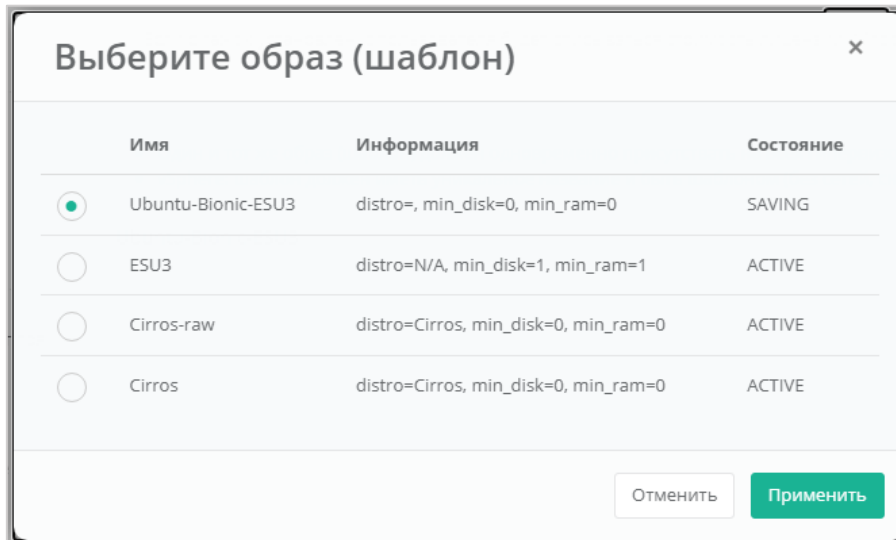 Выберите образ (шаблон)
×
Имя Информация Состояние
Ubuntu-Bionic-ESU3 distro=, min_disk=0, min_ram=0 SAVING
ESU3 distro=N/A, min_disk=1, min_ram=1 ACTIVE
Cirros-raw distro=Cirros, min_disk=0, min_ram=0 ACTIVE
Cirros distro=Cirros, min_disk=0, min_ram=0 ACTIVE
Отменить Применить